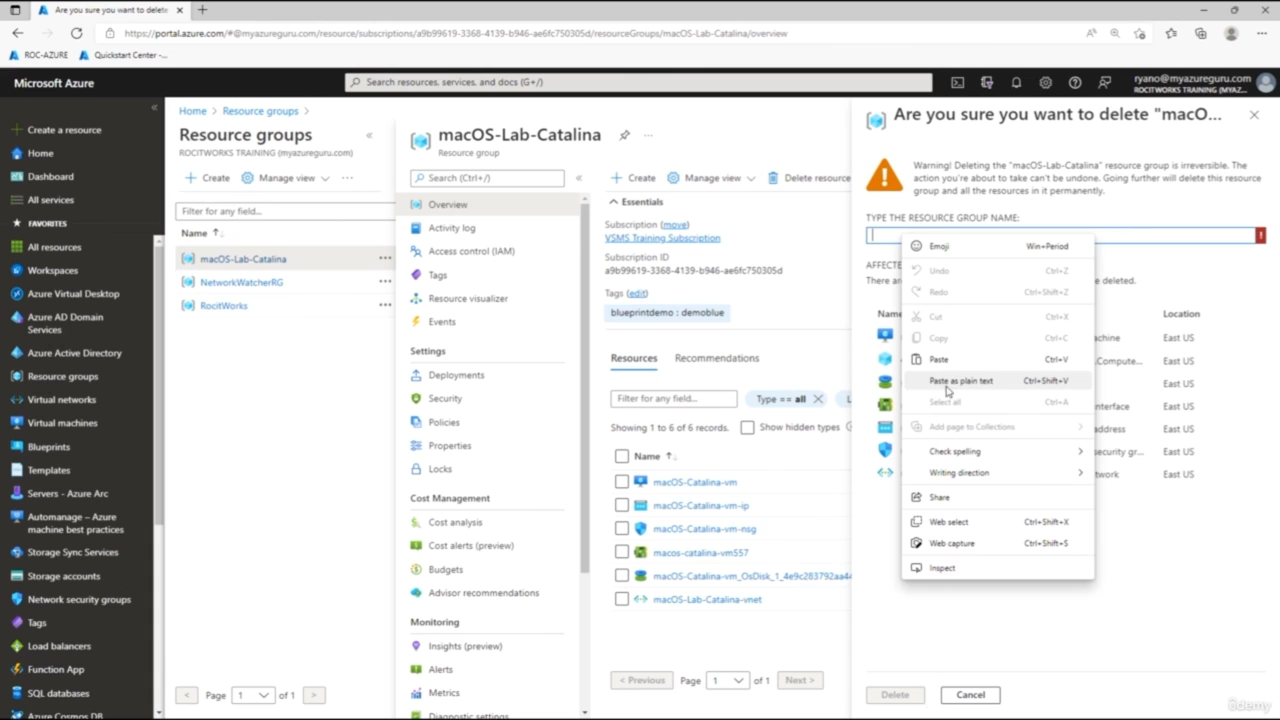 Are you sure you want to delete
https://portal.azure.com/#@myazureguru.com/resource/subscriptions/a9b99619-3368-4139-b946-ae6fc750305d/resourceGroups/macOS-Lab-Catalina/overview
ROC-AZURE
Quickstart Center -...
Microsoft Azure
Search resources, services, and docs (G+/)
ryano@myazureguru.com
ROCITWORKS TRAINING (MYAZ...
Create a resource
Home
Dashboard
All services
FAVORITES
All resources
Workspaces
Azure Virtual Desktop
Azure AD Domain
Services
Azure Active Directory
Resource groups
Virtual networks
Virtual machines
Blueprints
Templates
Servers - Azure Arc
Automanage – Azure
machine best practices
Storage Sync Services
Storage accounts
Network security groups
Tags
Load balancers
Function App
SQL databases
Azure Cosmos DB
Home > Resource groups >
Resource groups
ROCITWORKS TRAINING (myazureguru.com)
Create
Manage view
Filter for any field...
Name
macOS-Lab-Catalina
NetworkWatcherRG
RocitWorks
< Page 1 of 1 >
macOS-Lab-Catalina
Resource group
Search (Ctrl+/)
Overview
Activity log
Access control (IAM)
Tags
Resource visualizer
Events
Settings
Deployments
Security
Policies
Properties
Locks
Cost Management
Cost analysis
Cost alerts (preview)
Budgets
Advisor recommendations
Monitoring
Insights (preview)
Alerts
Metrics
Diagnostic settings
Create
Manage view
Delete resource
Essentials
Subscription (move)
VSMS Training Subscription
Subscription ID
a9b99619-3368-4139-b946-ae6fc750305d
Tags (edit)
blueprintdemo : demoblue
Resources
Recommendations
Filter for any field...
Type == all
Showing 1 to 6 of 6 records.
Show hidden types
Name
macOS-Catalina-vm
macOS-Catalina-vm-ip
macOS-Catalina-vm-nsg
macos-catalina-vm557
macOS-Catalina-vm_OsDisk_1_4e9c283792aa4
macOS-Lab-Catalina-vnet
< Previous
Page 1 of 1
Next >
Are you sure you want to delete "macO...
Warning! Deleting the "macOS-Lab-Catalina" resource group is irreversible. The
action you're about to take can't be undone. Going further will delete this resource
group and all the resources in it permanently.
TYPE THE RESOURCE GROUP NAME:
AFFECTE
There are
deleted.
Name
Location
achine
East US
.Compute...
East US
East US
nterface
East US
address
East US
security gr...
East US
work
East US
Emoji Win+Period
Undo Ctrl+Z
Redo Ctrl+Shift+Z
Cut Ctrl+X
Copy Ctrl+C
Paste Ctrl+V
Paste as plain text Ctrl+Shift+V
Select all Ctrl+A
Add page to Collections
Check spelling
Writing direction
Share
Web select Ctrl+Shift+X
Web capture Ctrl+Shift+S
Inspect
Delete
Cancel
Udemy